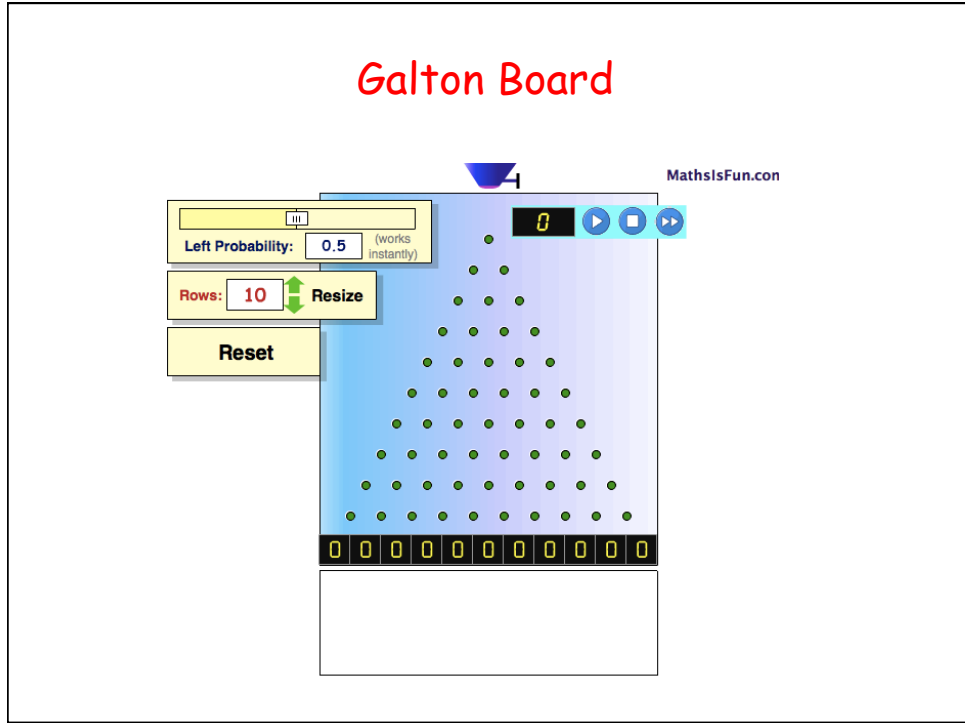 Galton Board
MathsIsFun.con
0
Left Probability: 0.5 (works instantly)
Rows: 10 Resize
Reset
0 0 0 0 0 0 0 0 0 0 0